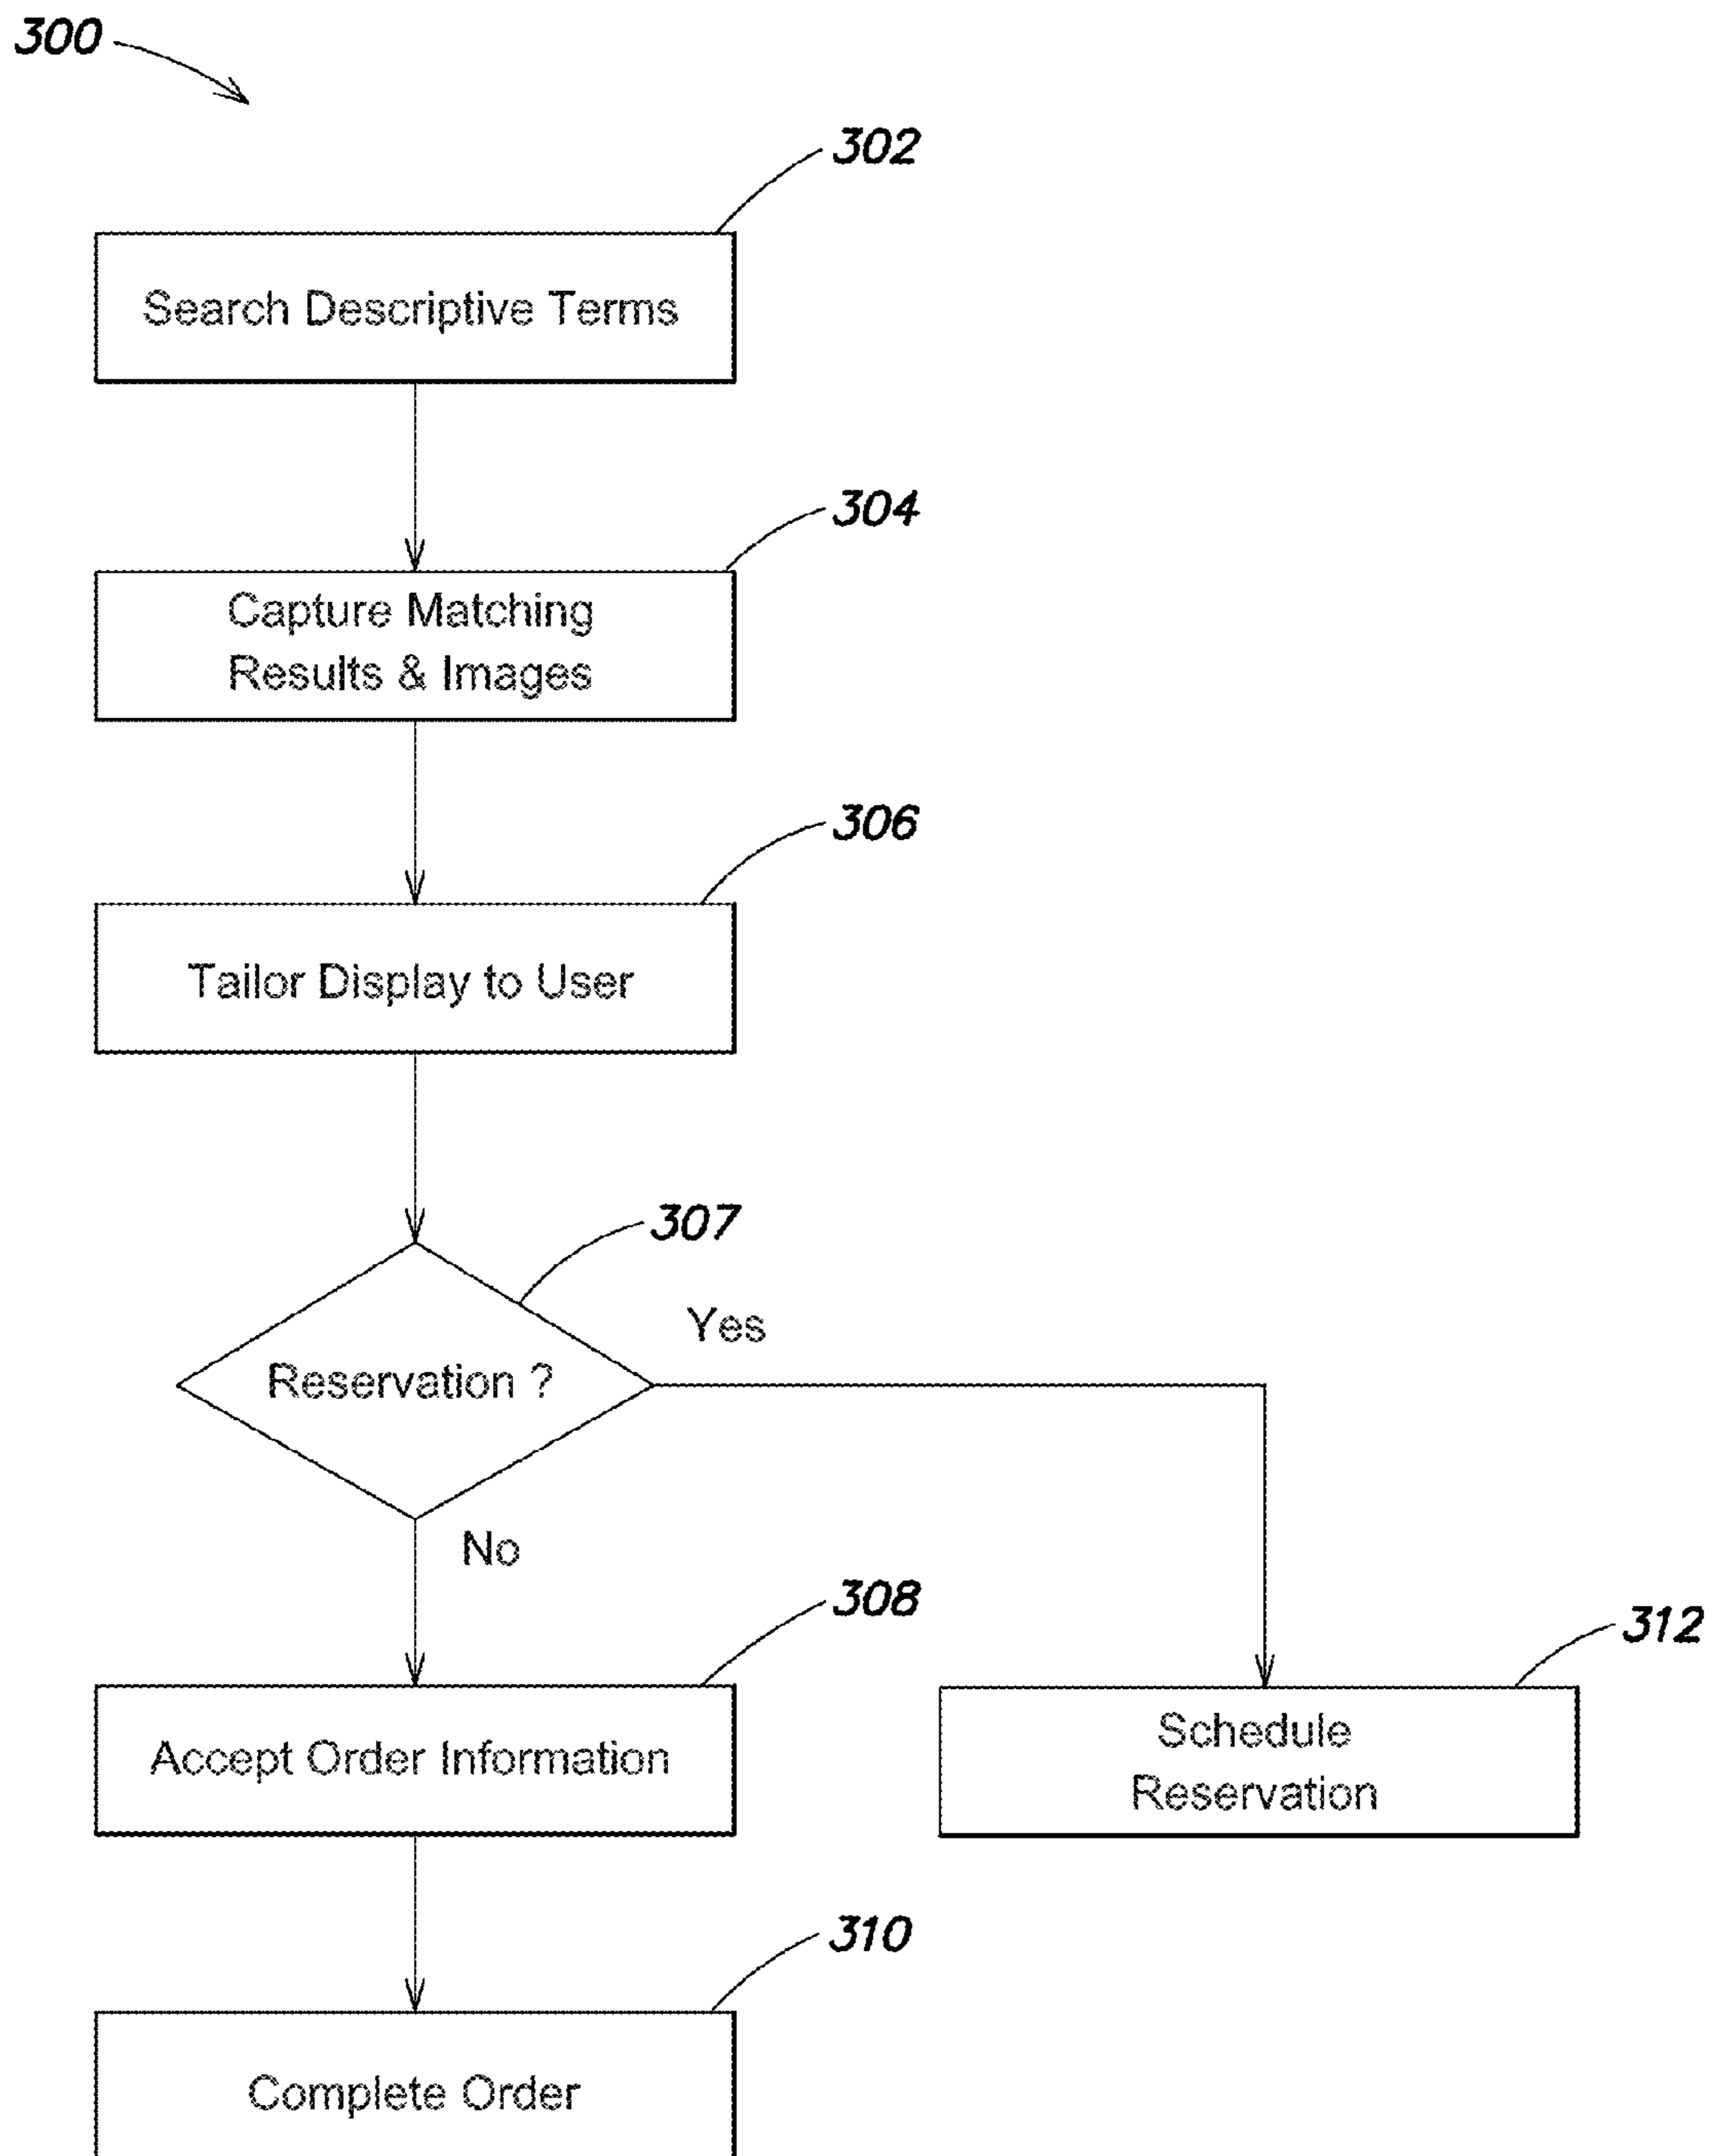 300
302
Search Descriptive Terms
304
Capture Matching
Results & Images
306
Tailor Display to User
307
Reservation ?
Yes
No
308
Accept Order Information
312
Schedule
Reservation
310
Complete Order